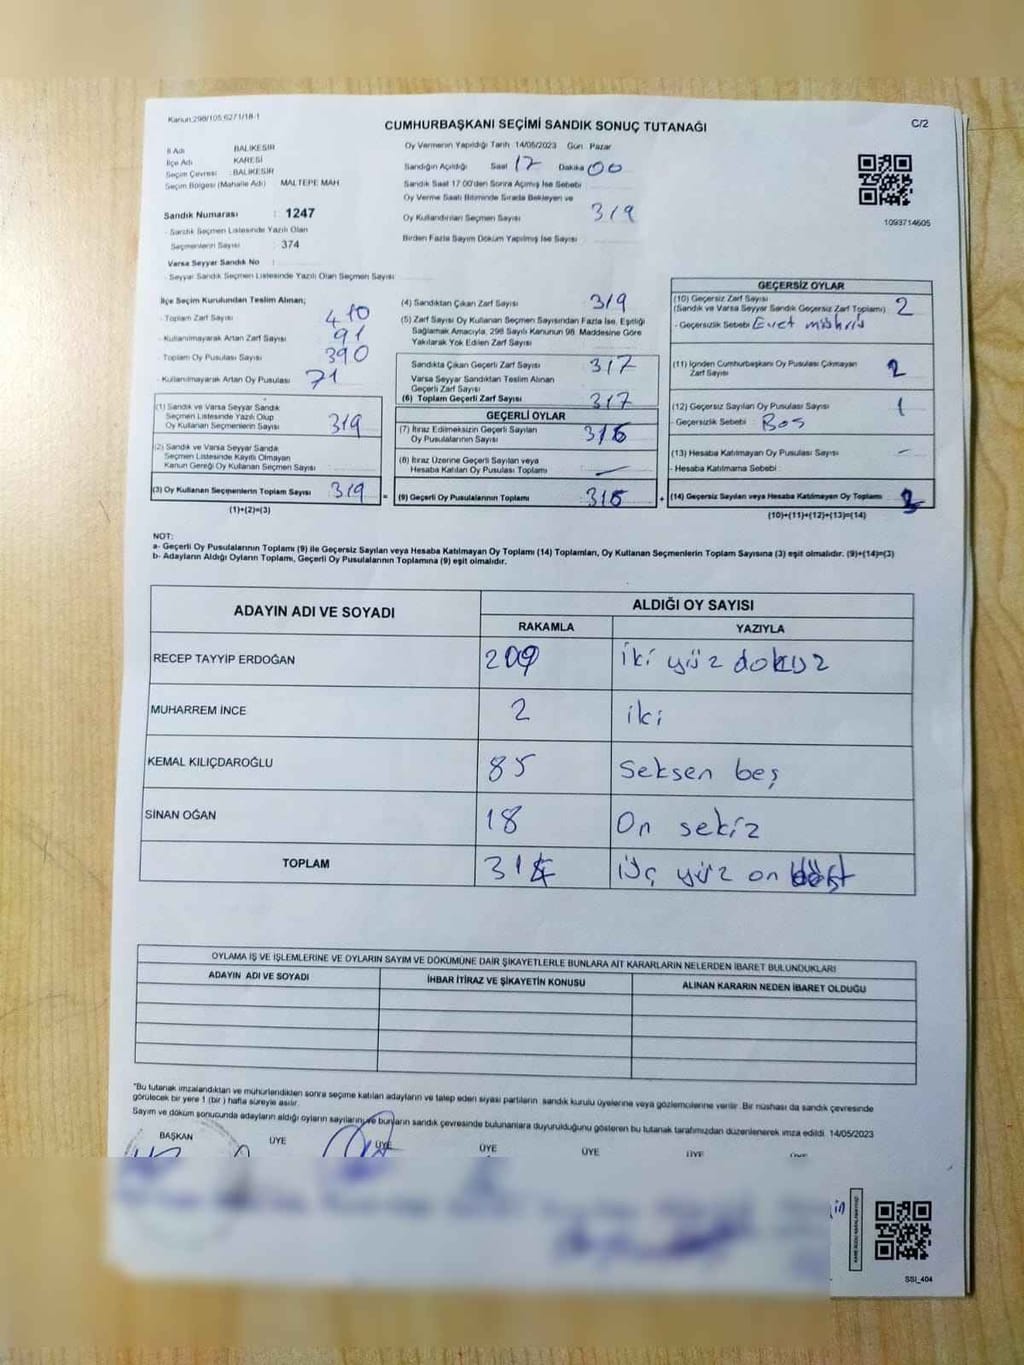 Kanun:298/105;6271/18-1
CUMHURBAŞKANI SEÇİMİ SANDIK SONUÇ TUTANAĞI
C/2
İl Adı BALIKESİR
İlçe Adı KARESİ
Seçim Çevresi : BALIKESİR
Seçim Bölgesi (Mahalle Adı) MALTEPE MAH
Sandık Numarası : 1247
- Sandık Seçmen Listesinde Yazılı Olan
Seçmenlerin Sayısı : 374
Varsa Seyyar Sandık No :
- Seyyar Sandık Seçmen Listesinde Yazılı Olan Seçmen Sayısı
Oy Vermenin Yapıldığı Tarih 14/05/2023 Gün Pazar
Sandığın Açıldığı Saat 17 Dakika 00
Sandık Saat 17.00'den Sonra Açılmış İse Sebebi
Oy Verme Saati Bitiminde Sırada Bekleyen ve
Oy Kullandırılan Seçmen Sayısı 319
Birden Fazla Sayım Döküm Yapılmış İse Sayısı
1093714605
İlçe Seçim Kurulundan Teslim Alınan;
- Toplam Zarf Sayısı 410
- Kullanılmayarak Artan Zarf Sayısı 91
- Toplam Oy Pusulası Sayısı 390
- Kullanılmayarak Artan Oy Pusulası 71
(1) Sandık ve Varsa Seyyar Sandık
Seçmen Listesinde Yazılı Olup
Oy Kullanan Seçmenlerin Sayısı 319
(2) Sandık ve Varsa Seyyar Sandık
Seçmen Listesinde Kayıtlı Olmayan
Kanun Gereği Oy Kullanan Seçmen Sayısı
(3) Oy Kullanan Seçmenlerin Toplam Sayısı 319 =
(1)+(2)=(3)
(4) Sandıktan Çıkan Zarf Sayısı 319
(5) Zarf Sayısı Oy Kullanan Seçmen Sayısından Fazla İse, Eşitliği
Sağlamak Amacıyla, 298 Sayılı Kanunun 98. Maddesine Göre
Yakılarak Yok Edilen Zarf Sayısı
Sandıkta Çıkan Geçerli Zarf Sayısı 317
Varsa Seyyar Sandıktan Teslim Alınan
Geçerli Zarf Sayısı
(6) Toplam Geçerli Zarf Sayısı 317
GEÇERLİ OYLAR
(7) İtiraz Edilmeksizin Geçerli Sayılan
Oy Pusulalarının Sayısı
(8) İtiraz Üzerine Geçerli Sayılan veya
Hesaba Katılan Oy Pusulası Toplamı —
(9) Geçerli Oy Pusulalarının Toplamı +
GEÇERSİZ OYLAR
(10) Geçersiz Zarf Sayısı
(Sandık ve Varsa Seyyar Sandık Geçersiz Zarf Toplamı) 2
- Geçersizlik Sebebi Evet mühürlü
(11) İçinden Cumhurbaşkanı Oy Pusulası Çıkmayan
Zarf Sayısı 2
(12) Geçersiz Sayılan Oy Pusulası Sayısı 1
- Geçersizlik Sebebi BOS
(13) Hesaba Katılmayan Oy Pusulası Sayısı —
- Hesaba Katılmama Sebebi
(14) Geçersiz Sayılan veya Hesaba Katılmayan Oy Toplamı
(10)+(11)+(12)+(13)=(14)
NOT:
a- Geçerli Oy Pusulalarının Toplamı (9) ile Geçersiz Sayılan veya Hesaba Katılmayan Oy Toplamı (14) Toplamları, Oy Kullanan Seçmenlerin Toplam Sayısına (3) eşit olmalıdır. (9)+(14)=(3)
b- Adayların Aldığı Oyların Toplamı, Geçerli Oy Pusulalarının Toplamına (9) eşit olmalıdır.
ADAYIN ADI VE SOYADI ALDIĞI OY SAYISI
RAKAMLA YAZIYLA
RECEP TAYYİP ERDOĞAN 209 iki yüz dokuz
MUHARREM İNCE 2 iki
KEMAL KILIÇDAROĞLU 85 Seksen beş
SİNAN OĞAN 18 On sekiz
TOPLAM 314 üç yüz on dört
OYLAMA İŞ VE İŞLEMLERİNE VE OYLARIN SAYIM VE DÖKÜMÜNE DAİR ŞİKAYETLERLE BUNLARA AİT KARARLARIN NELERDEN İBARET BULUNDUKLARI
ADAYIN ADI VE SOYADI İHBAR İTİRAZ VE ŞİKAYETİN KONUSU ALINAN KARARIN NEDEN İBARET OLDUĞU
"Bu tutanak imzalandıktan ve mühürlendikten sonra seçime katılan adayların ve talep eden siyasi partilerin sandık kurulu üyelerine veya gözlemcilerine verilir. Bir nüshası da sandık çevresinde
görülecek bir yere 1 (bir) hafta süreyle asılır.
Sayım ve döküm sonucunda adayların aldığı oyların sayılarını ve bunların sandık çevresinde bulunanlara duyurulduğunu gösteren bu tutanak tarafımızdan düzenlenerek imza edildi. 14/05/2023
BAŞKAN ÜYE ÜYE ÜYE ÜYE ÜYE
SSI_404